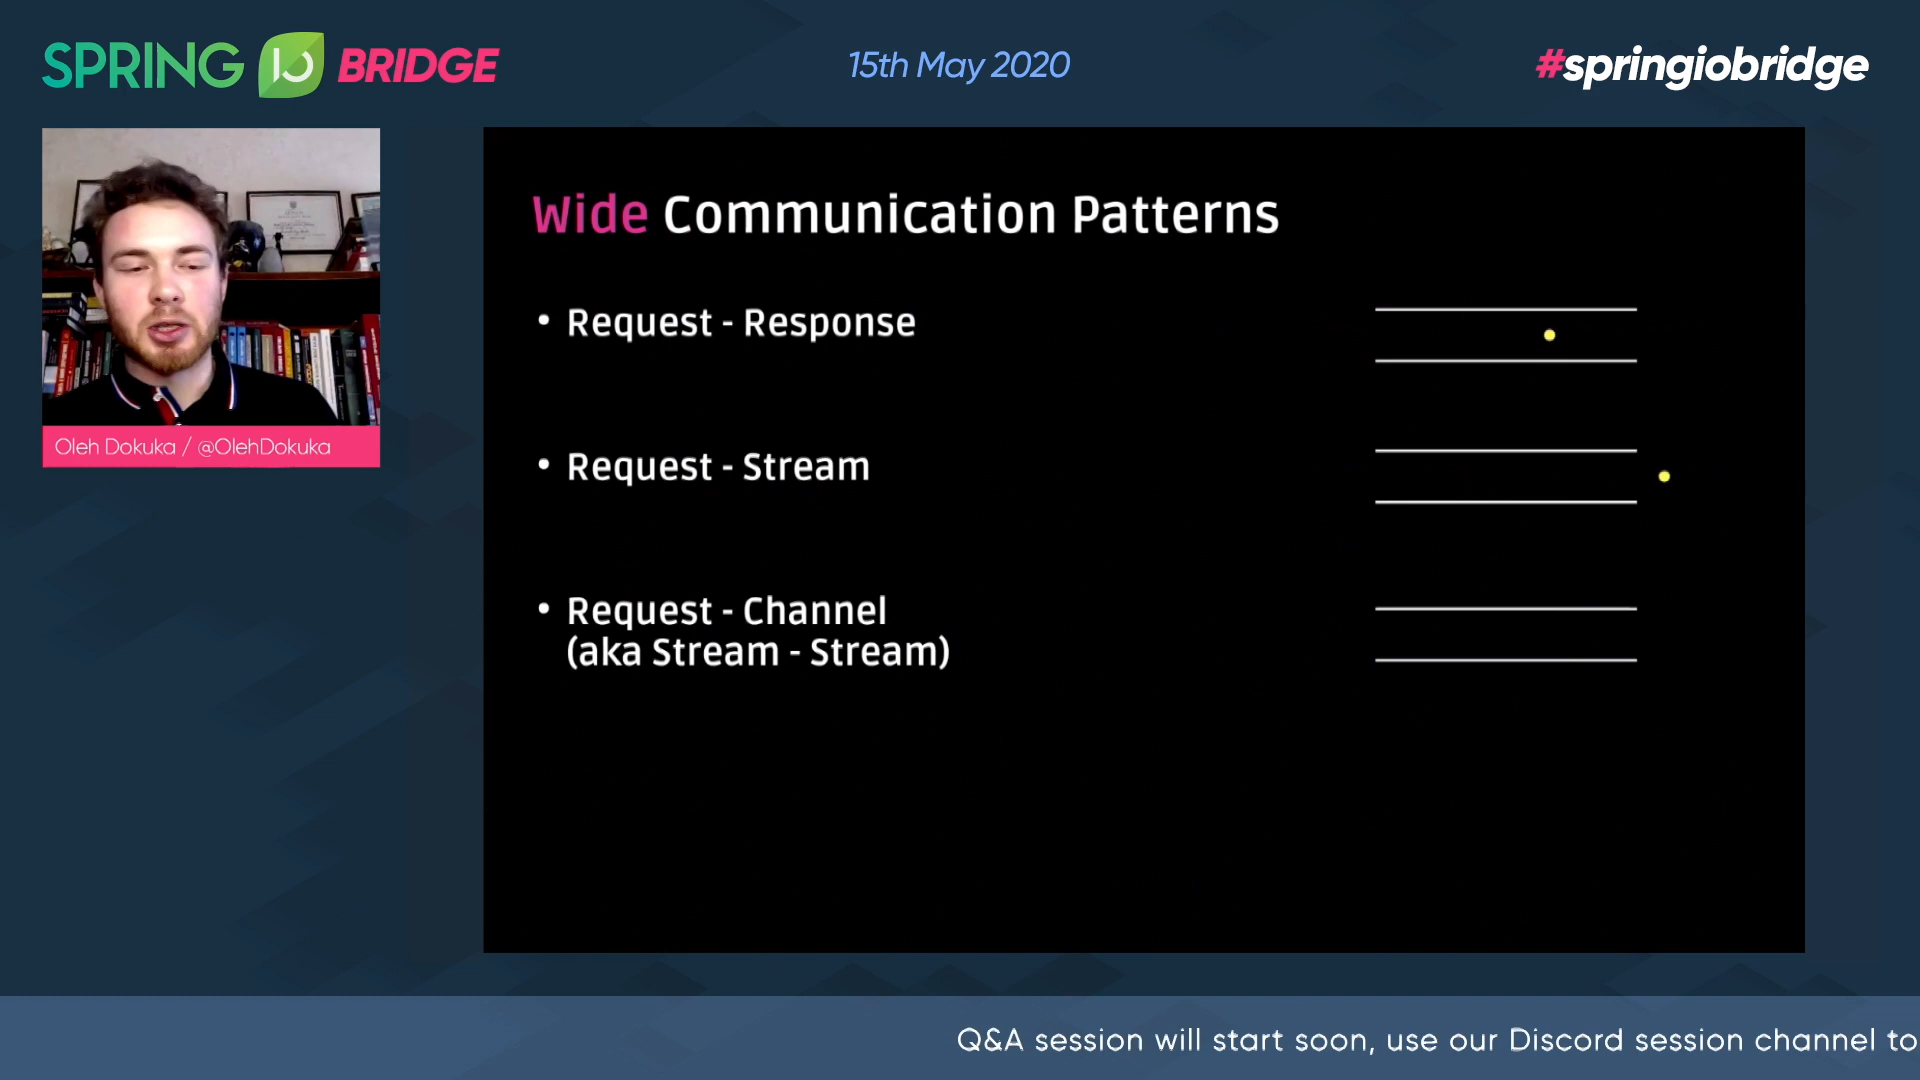 SPRING IO BRIDGE
15th May 2020
#springiobridge
Oleh Dokuka / @OlehDokuka
Wide Communication Patterns
• Request - Response
• Request - Stream
• Request - Channel
(aka Stream - Stream)
Q&A session will start soon, use our Discord session channel to